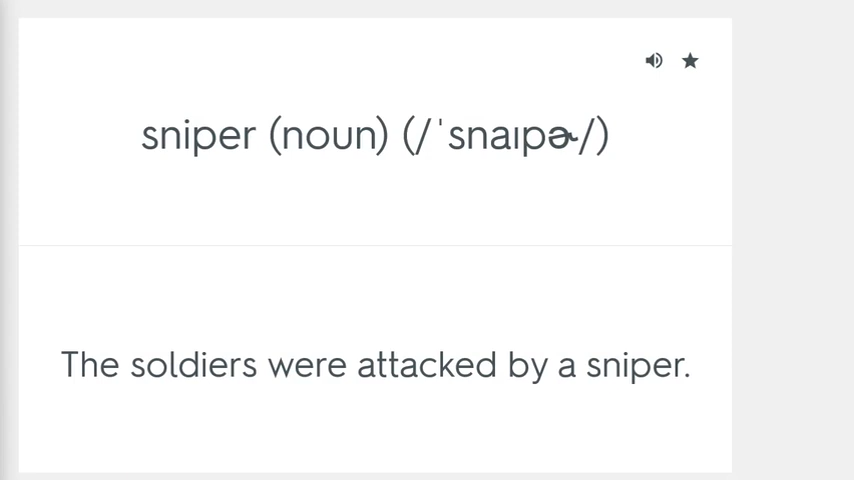 sniper (noun) (/ˈsnaɪpɚ/)
The soldiers were attacked by a sniper.